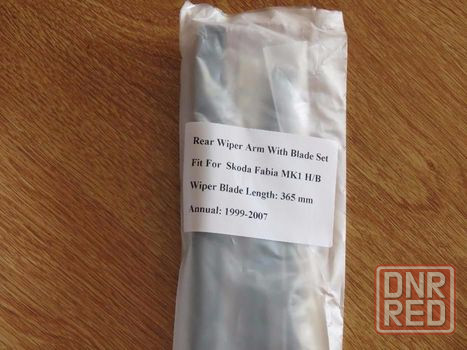 Rear Wiper Arm With Blade Set
Fit For Skoda Fabia MK1 H/B
Wiper Blade Length: 365 mm
Annual: 1999-2007
DNR
RED